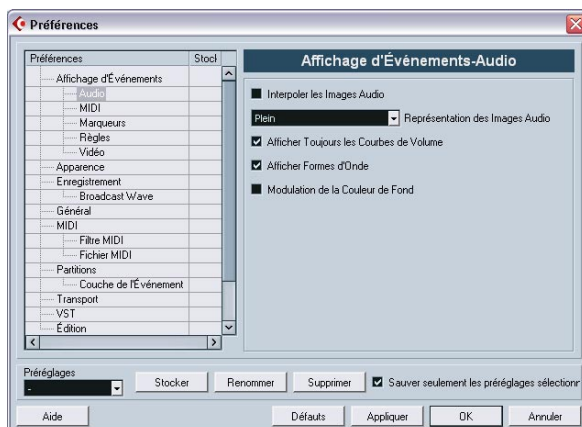 Préférences
Préférences Stocl
Affichage d'Événements
Audio
MIDI
Marqueurs
Règles
Vidéo
Apparence
Enregistrement
Broadcast Wave
Général
MIDI
Filtre MIDI
Fichier MIDI
Partitions
Couche de l'Événement
Transport
VST
Édition
Affichage d'Événements-Audio
Interpoler les Images Audio
Plein Représentation des Images Audio
Afficher Toujours les Courbes de Volume
Afficher Formes d'Onde
Modulation de la Couleur de Fond
Préréglages
-
Stocker Renommer Supprimer Sauver seulement les préréglages sélectionr
Aide Défauts Appliquer OK Annuler